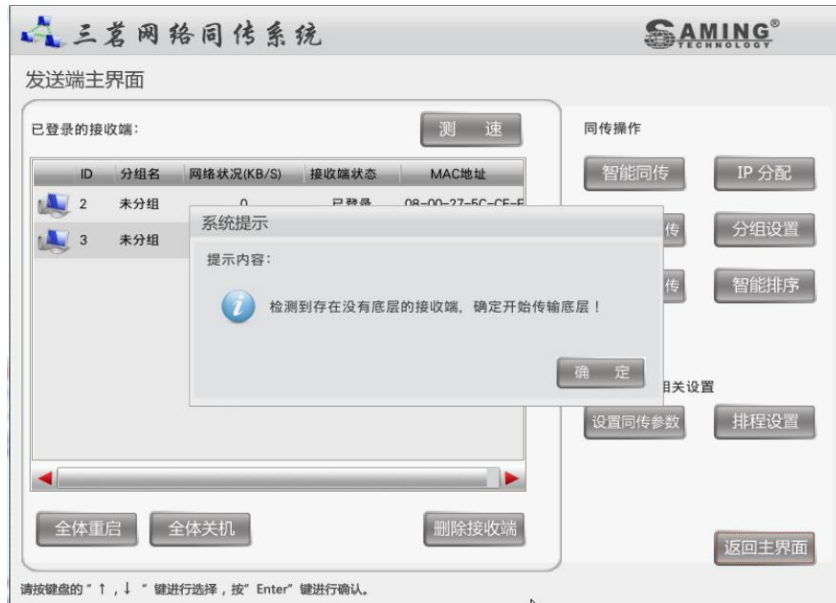 三茗网络同传系统
SAMING®
TECHNOLOGY
发送端主界面
已登录的接收端：
测 速
ID 分组名 网络状况(KB/S) 接收端状态 MAC地址
2 未分组 0 已登录 08-00-27-5C-CF-F
3 未分组
系统提示
提示内容：
检测到存在没有底层的接收端，确定开始传输底层！
确 定
全体重启
全体关机
删除接收端
同传操作
智能同传
IP 分配
传
分组设置
传
智能排序
相关设置
设置同传参数
排程设置
返回主界面
请按键盘的“↑，↓ ”键进行选择，按“Enter”键进行确认。